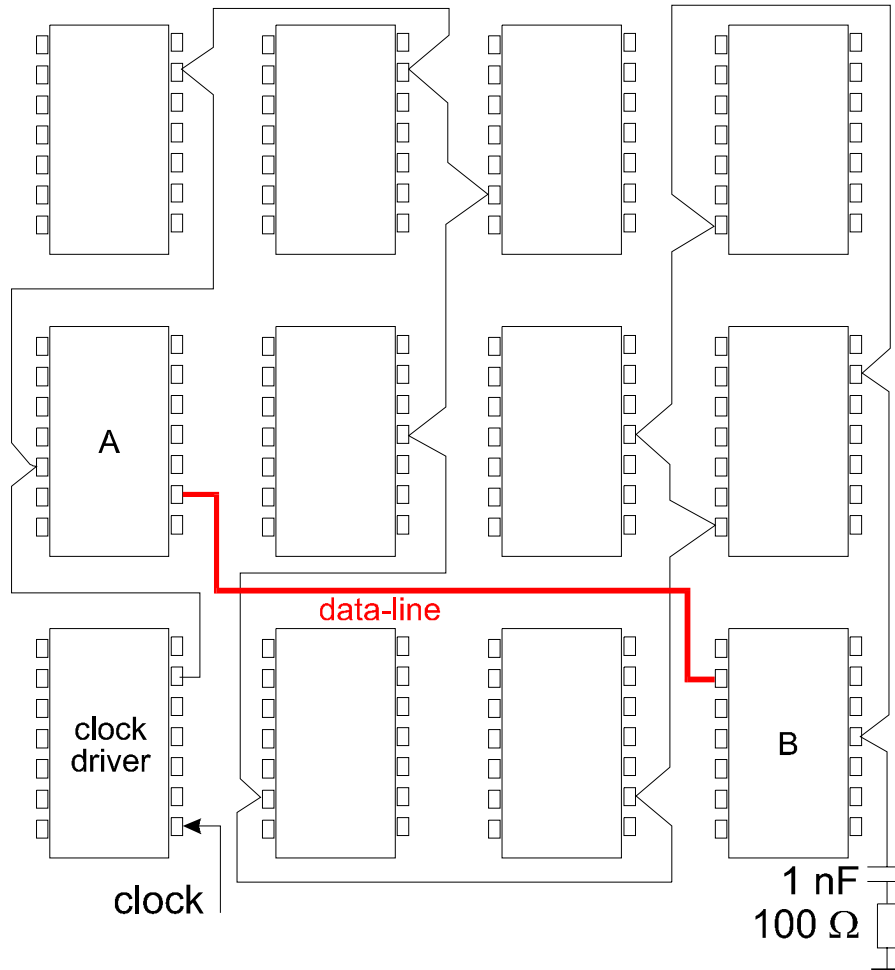 A
data-line
clock
driver
B
clock
1 nF
100 Ω